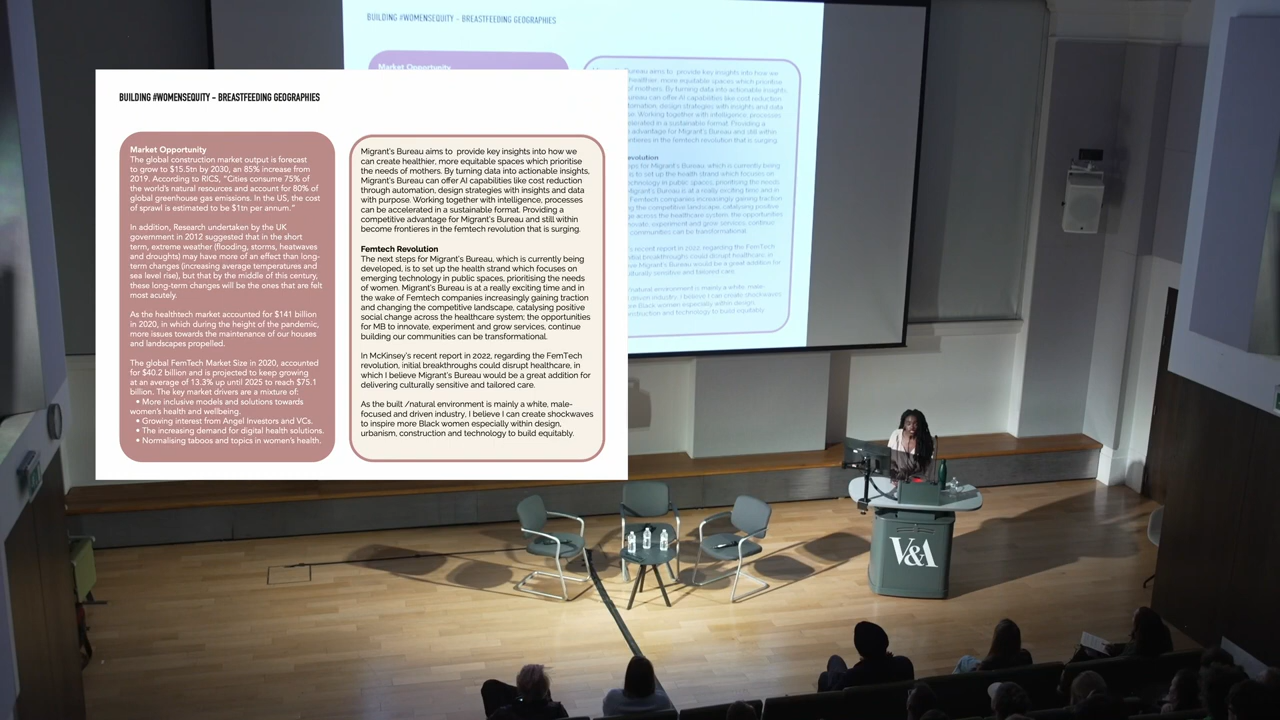 BUILDING #WOMENSEQUITY – BREASTFEEDING GEOGRAPHIES
Market Opportunity
BUILDING #WOMENSEQUITY – BREASTFEEDING GEOGRAPHIES
Market Opportunity
The global construction market output is forecast
to grow to $15.5tn by 2030, an 85% increase from
2019. According to RICS, "Cities consume 75% of
the world's natural resources and account for 80% of
global greenhouse gas emissions. In the US, the cost
of sprawl is estimated to be $1tn per annum."
In addition, Research undertaken by the UK
government in 2012 suggested that in the short
term, extreme weather (flooding, storms, heatwaves
and droughts) may have more of an effect than long-
term changes (increasing average temperatures and
sea level rise), but that by the middle of this century,
these long-term changes will be the ones that are felt
most acutely.
As the healthtech market accounted for $141 billion
in 2020, in which during the height of the pandemic,
more issues towards the maintenance of our houses
and landscapes propelled.
The global FemTech Market Size in 2020, accounted
for $40.2 billion and is projected to keep growing
at an average of 13.3% up until 2025 to reach $75.1
billion. The key market drivers are a mixture of:
• More inclusive models and solutions towards
women's health and wellbeing.
• Growing interest from Angel Investors and VCs.
• The increasing demand for digital health solutions.
• Normalising taboos and topics in women's health.
Migrant's Bureau aims to provide key insights into how we
can create healthier, more equitable spaces which prioritise
the needs of mothers. By turning data into actionable insights,
Migrant's Bureau can offer AI capabilities like cost reduction
through automation, design strategies with insights and data
with purpose. Working together with intelligence, processes
can be accelerated in a sustainable format. Providing a
competitive advantage for Migrant's Bureau and still within
become frontieres in the femtech revolution that is surging.
Femtech Revolution
The next steps for Migrant's Bureau, which is currently being
developed, is to set up the health strand which focuses on
emerging technology in public spaces, prioritising the needs
of women. Migrant's Bureau is at a really exciting time and in
the wake of Femtech companies increasingly gaining traction
and changing the competitive landscape, catalysing positive
social change across the healthcare system; the opportunities
for MB to innovate, experiment and grow services, continue
building our communities can be transformational.
In McKinsey's recent report in 2022, regarding the FemTech
revolution, initial breakthroughs could disrupt healthcare, in
which I believe Migrant's Bureau would be a great addition for
delivering culturally sensitive and tailored care.
As the built /natural environment is mainly a white, male-
focused and driven industry, I believe I can create shockwaves
to inspire more Black women especially within design,
urbanism, construction and technology to build equitably.
V&A